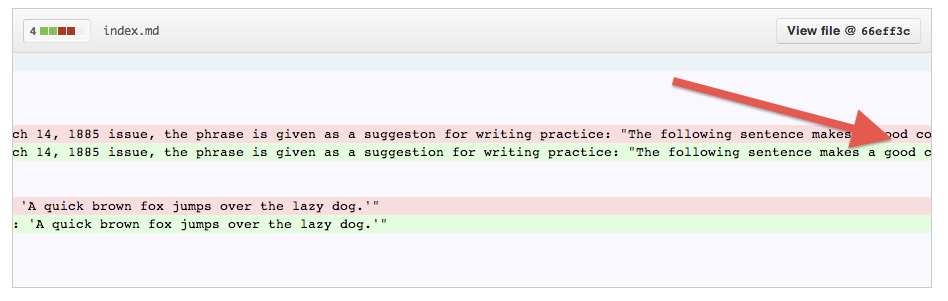 4 index.md View file @ 66eff3c
ch 14, 1885 issue, the phrase is given as a suggeston for writing practice: "The following sentence makes good co
ch 14, 1885 issue, the phrase is given as a suggestion for writing practice: "The following sentence makes a good c
'A quick brown fox jumps over the lazy dog.'"
: 'A quick brown fox jumps over the lazy dog.'"